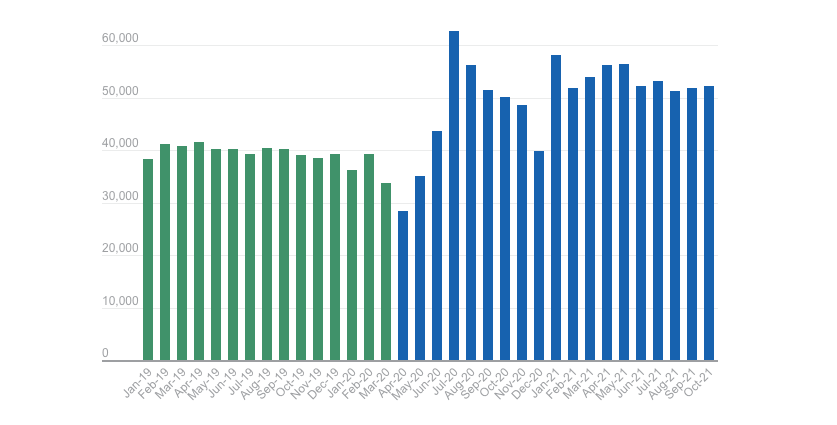 60,000
50,000
40,000
30,000
20,000
10,000
0
Jan-19
Feb-19
Mar-19
Apr-19
May-19
Jun-19
Jul-19
Aug-19
Sep-19
Oct-19
Nov-19
Dec-19
Jan-20
Feb-20
Mar-20
Apr-20
May-20
Jun-20
Jul-20
Aug-20
Sep-20
Oct-20
Nov-20
Dec-20
Jan-21
Feb-21
Mar-21
Apr-21
May-21
Jun-21
Jul-21
Aug-21
Sep-21
Oct-21